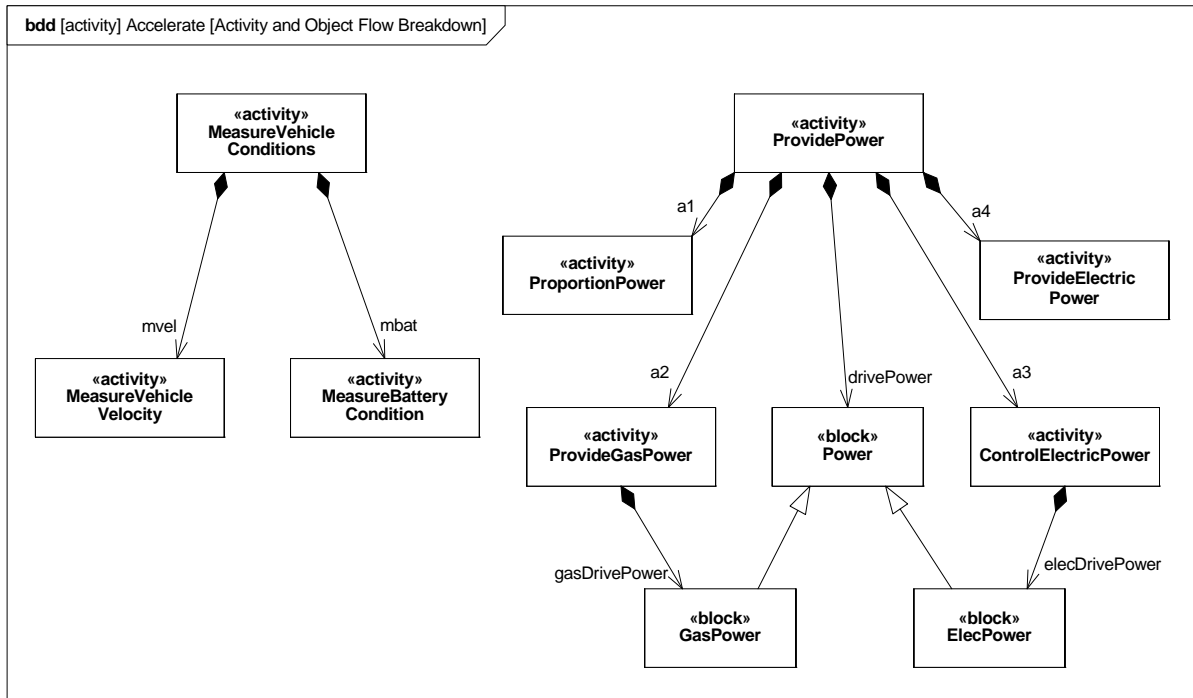 bdd [activity] Accelerate [Activity and Object Flow Breakdown]
«activity»
MeasureVehicle
Conditions
«activity»
ProvidePower
a1
a4
«activity»
ProportionPower
«activity»
ProvideElectric
Power
mvel
mbat
«activity»
MeasureVehicle
Velocity
«activity»
MeasureBattery
Condition
a2
drivePower
a3
«activity»
ProvideGasPower
«block»
Power
«activity»
ControlElectricPower
gasDrivePower
elecDrivePower
«block»
GasPower
«block»
ElecPower